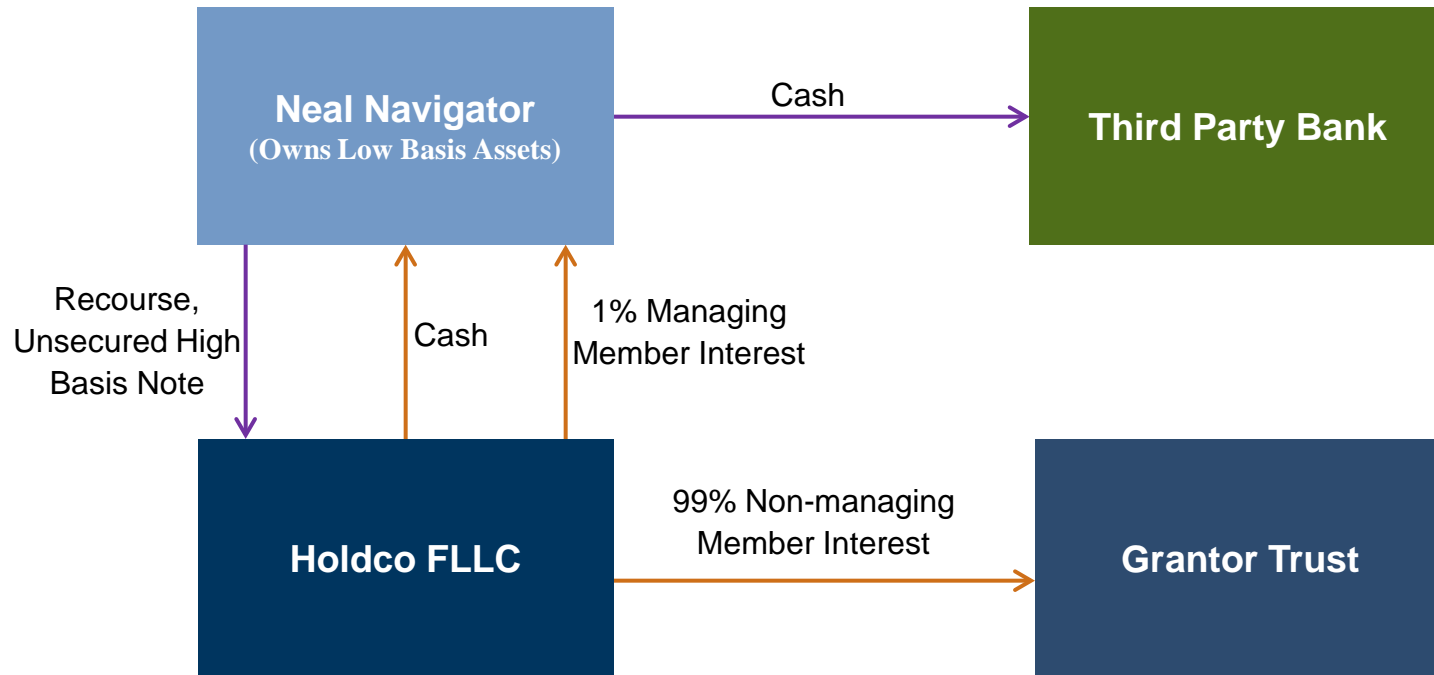 Neal Navigator
(Owns Low Basis Assets)
Cash
Third Party Bank
Recourse,
Unsecured High
Basis Note
Cash
1% Managing
Member Interest
Holdco FLLC
99% Non-managing
Member Interest
Grantor Trust